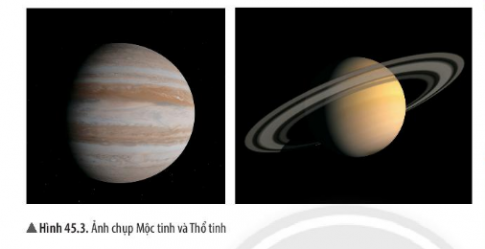 ▲ Hình 45.3. Ảnh chụp Mộc tinh và Thổ tinh